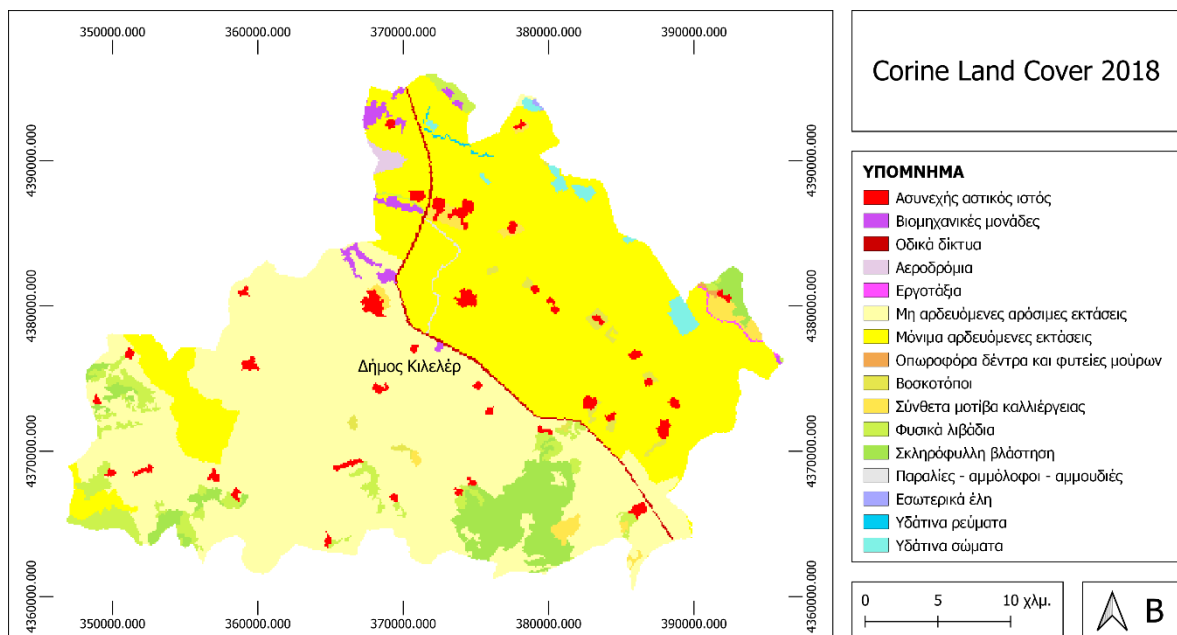 350000.000 360000.000 370000.000 380000.000 390000.000
4390000.000 4390000.000
4380000.000 4380000.000
4370000.000 4370000.000
4360000.000 4360000.000
Δήμος Κιλελέρ
350000.000 360000.000 370000.000 380000.000 390000.000
Corine Land Cover 2018
ΥΠΟΜΝΗΜΑ
Ασυνεχής αστικός ιστός
Βιομηχανικές μονάδες
Οδικά δίκτυα
Αεροδρόμια
Εργοτάξια
Μη αρδευόμενες αρόσιμες εκτάσεις
Μόνιμα αρδευόμενες εκτάσεις
Οπωροφόρα δέντρα και φυτείες μούρων
Βοσκοτόποι
Σύνθετα μοτίβα καλλιέργειας
Φυσικά λιβάδια
Σκληρόφυλλη βλάστηση
Παραλίες - αμμόλοφοι - αμμουδιές
Εσωτερικά έλη
Υδάτινα ρεύματα
Υδάτινα σώματα
0 5 10 χλμ.
Β